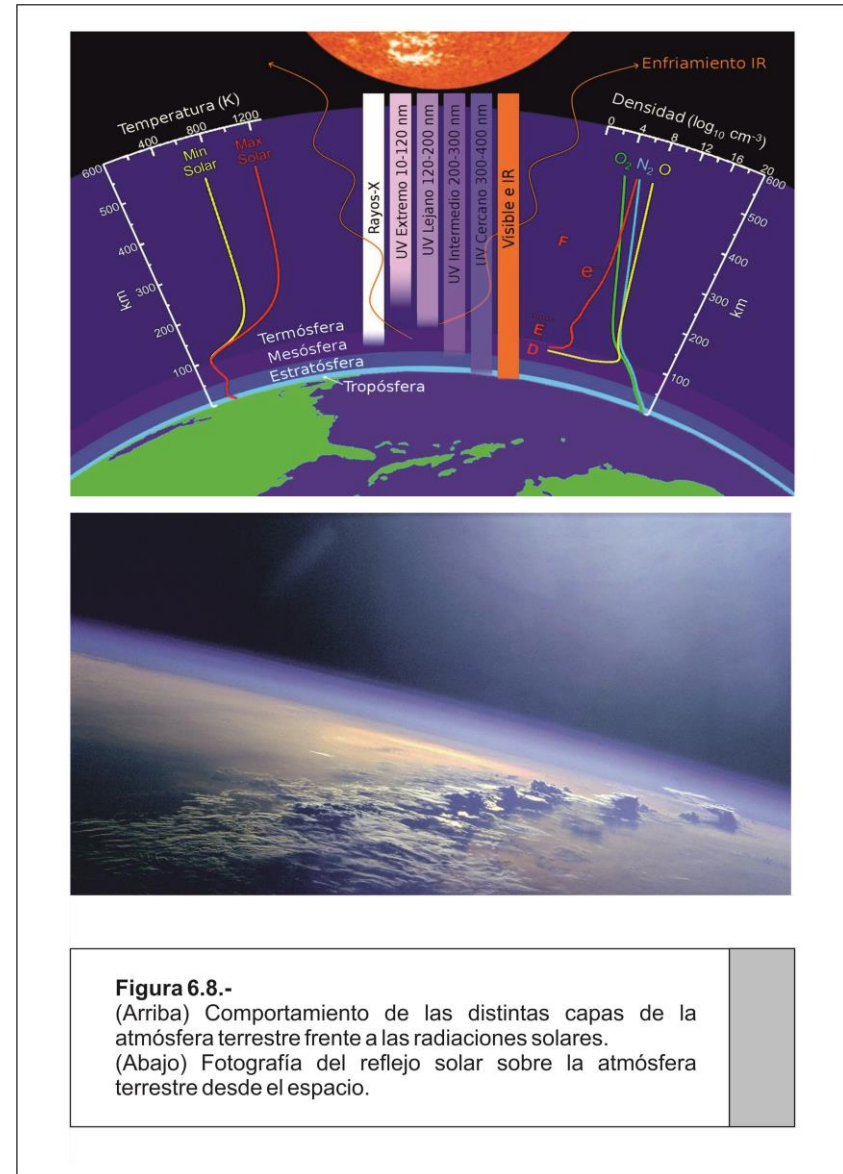 Enfriamiento IR
Temperatura (K)
400
800
1200
Min
Solar
Max
Solar
600
500
400
300
200
100
km
Rayos-X
UV Extremo 10-120 nm
UV Lejano 120-200 nm
UV Intermedio 200-300 nm
UV Cercano 300-400 nm
Visible e IR
Densidad (log10 cm-3)
0
4
8
12
16
20
O2 N2 O
F
e
E
D
600
500
400
300
200
100
km
Termósfera
Mesósfera
Estratósfera
Tropósfera
Figura 6.8.-
(Arriba) Comportamiento de las distintas capas de la
atmósfera terrestre frente a las radiaciones solares.
(Abajo) Fotografía del reflejo solar sobre la atmósfera
terrestre desde el espacio.